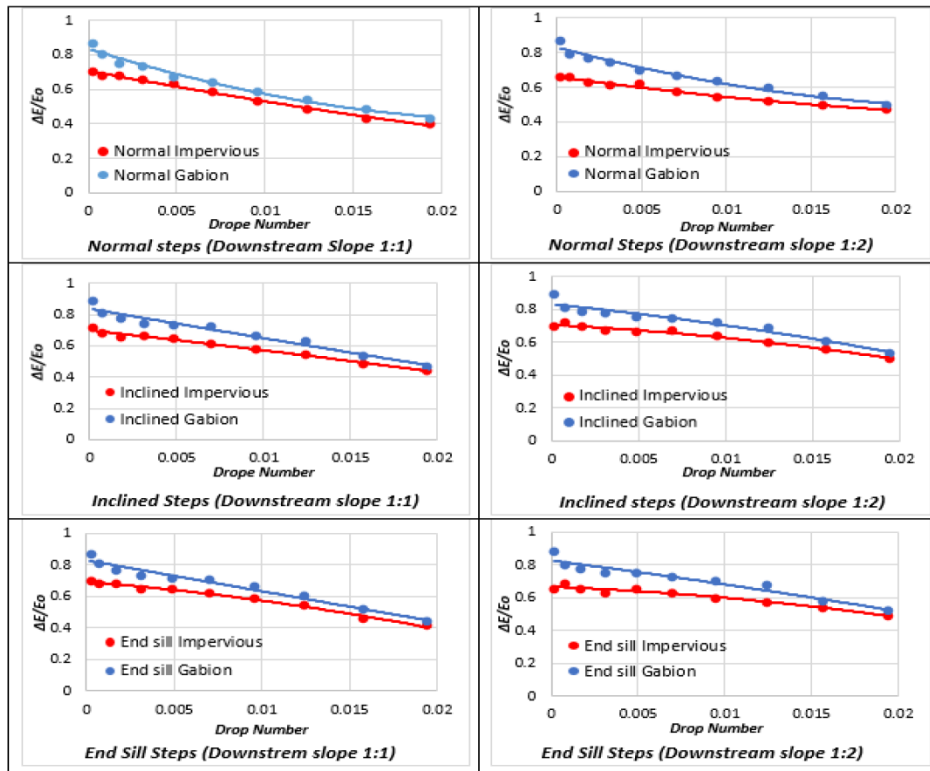 1
0.8
0.6
0.4
0.2
0
ΔE/Eo
Normal Impervious
Normal Gabion
0 0.005 0.01 0.015 0.02
Drope Number
Normal steps (Downstream Slope 1:1)
1
0.8
0.6
0.4
0.2
0
ΔE/Eo
Normal Impervious
Normal Gabion
0 0.005 0.01 0.015 0.02
Drop Number
Normal Steps (Downstream slope 1:2)
1
0.8
0.6
0.4
0.2
0
ΔE/Eo
Inclined Impervious
Inclined Gabion
0 0.005 0.01 0.015 0.02
Drope Number
Inclined Steps (Downstream slope 1:1)
1
0.8
0.6
0.4
0.2
0
ΔE/Eo
Inclined Impervious
Inclined Gabion
0 0.005 0.01 0.015 0.02
Drop Number
Inclined steps (Downstream slope 1:2)
1
0.8
0.6
0.4
0.2
0
ΔE/Eo
End sill Impervious
End sill Gabion
0 0.005 0.01 0.015 0.02
Drop Number
End Sill Steps (Downstrem slope 1:1)
1
0.8
0.6
0.4
0.2
0
ΔE/Eo
End sill Impervious
End sill Gabion
0 0.005 0.01 0.015 0.02
Drop Number
End Sill Steps (Downstream slope 1:2)